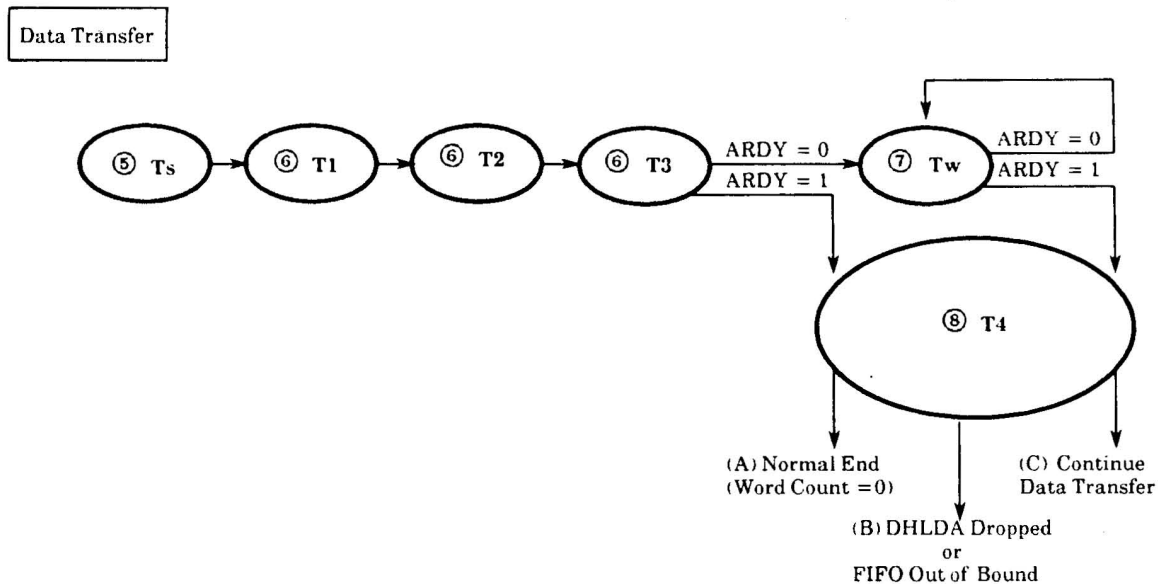 Data Transfer
⑤ Ts
⑥ T1
⑥ T2
⑥ T3
ARDY = 0
ARDY = 1
⑦ Tw
ARDY = 0
ARDY = 1
⑧ T4
(A) Normal End
(Word Count =0)
(C) Continue
Data Transfer
(B) DHLDA Dropped
or
FIFO Out of Bound